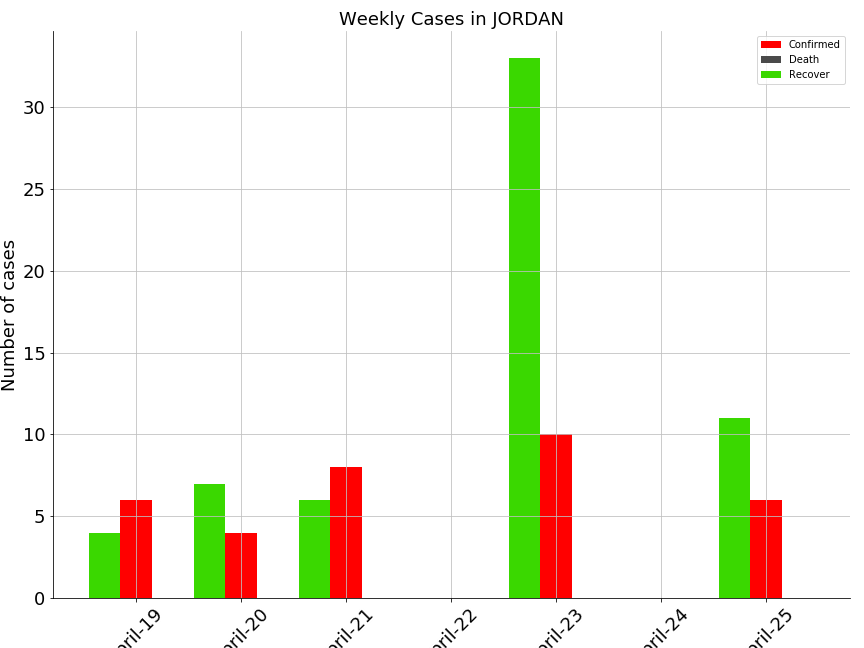 Weekly Cases in JORDAN
Confirmed
Death
Recover
Number of cases
30
25
20
15
10
5
0
pril-19
pril-20
pril-21
pril-22
pril-23
pril-24
pril-25